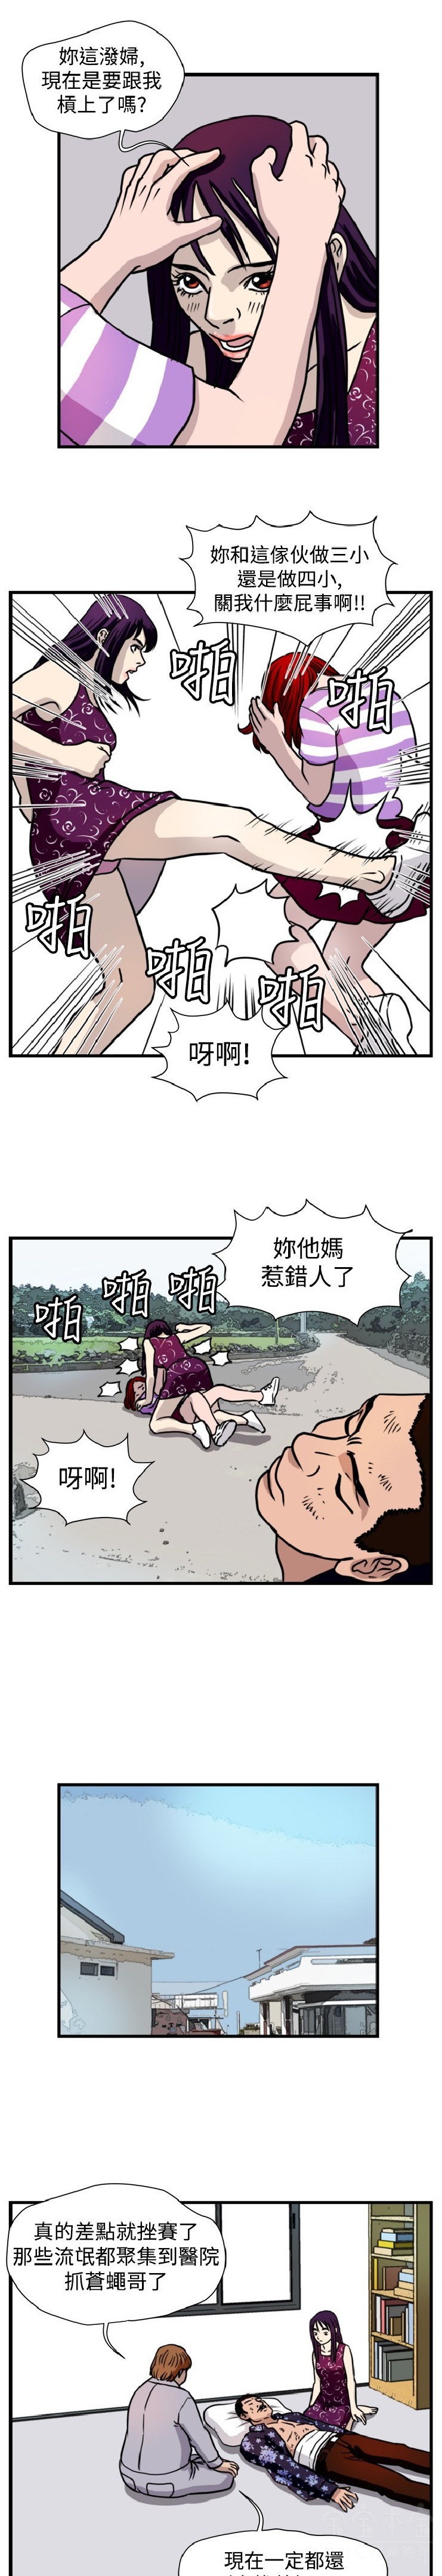 妳這潑婦,
現在是要跟我
槓上了嗎?
妳和這傢伙做三小
還是做四小,
關我什麼屁事啊!!
啪
啪
啪
啪
啪
呀啊!
妳他媽
惹錯人了
啪
啪
啪
呀啊!
真的差點就挫賽了
那些流氓都聚集到醫院
抓蒼蠅哥了
現在一定都還